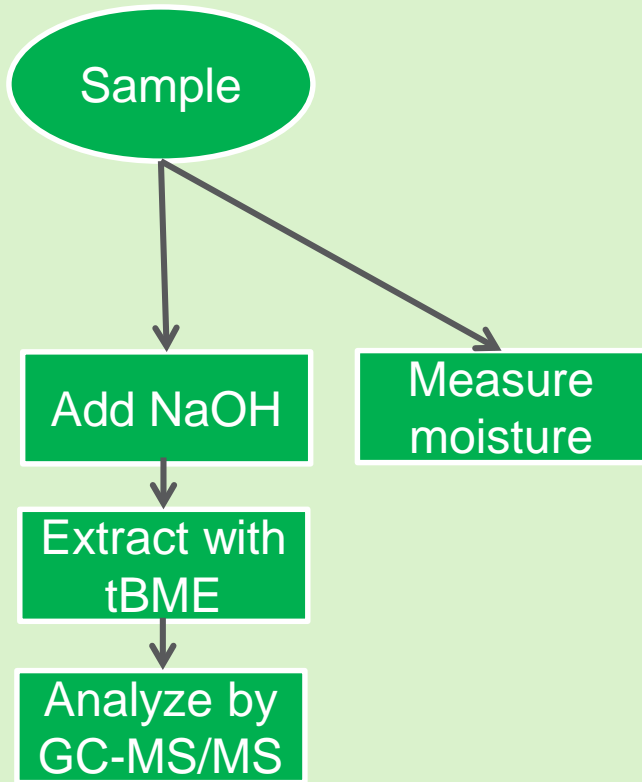 Sample
Add NaOH
Measure
moisture
Extract with
tBME
Analyze by
GC-MS/MS